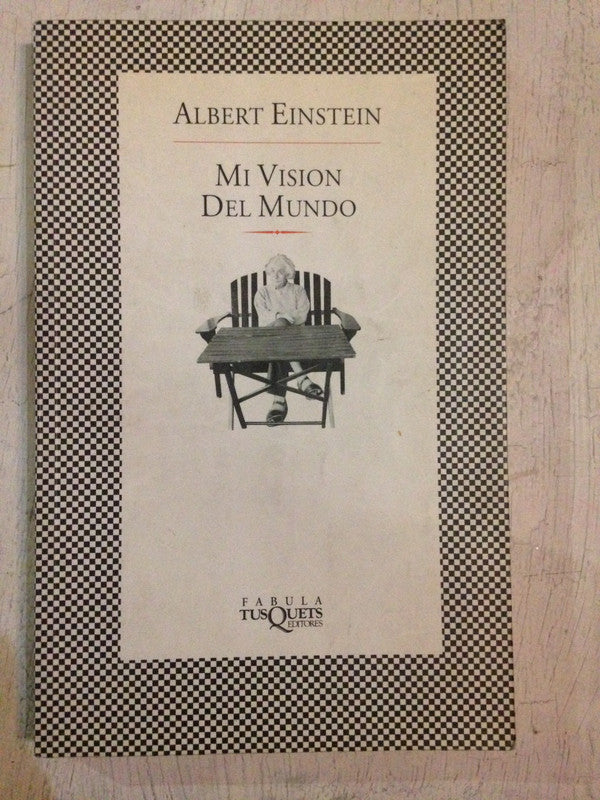 ALBERT EINSTEIN
MI VISION
DEL MUNDO
FABULA
TUSQUETS
EDITORES